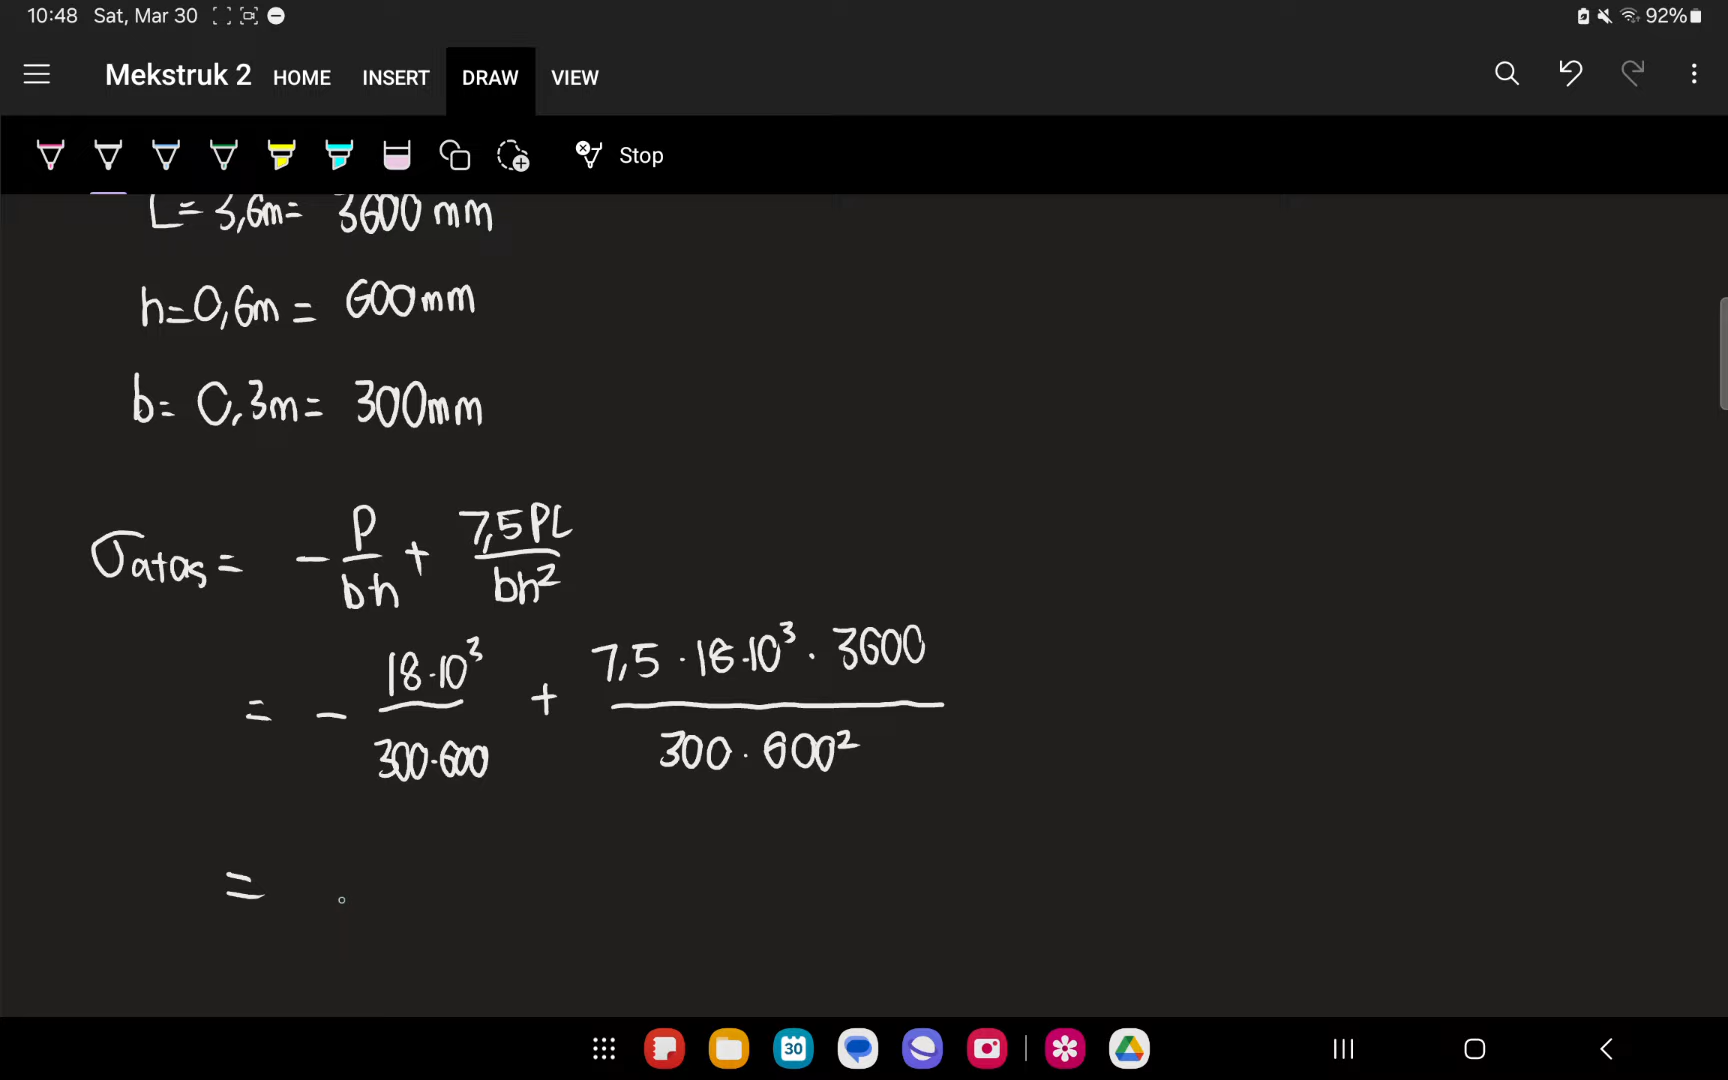 10:48 Sat, Mar 30
92%
Mekstruk 2 HOME INSERT DRAW VIEW
Stop
L= 3,6m= 3600 mm
h=0,6m = 600mm
b= 0,3m= 300mm
σatas = - P/bh + 7,5PL/bh²
= - 18·10³/300·600 + 7,5·18·10³·3600/300·600²
=
30